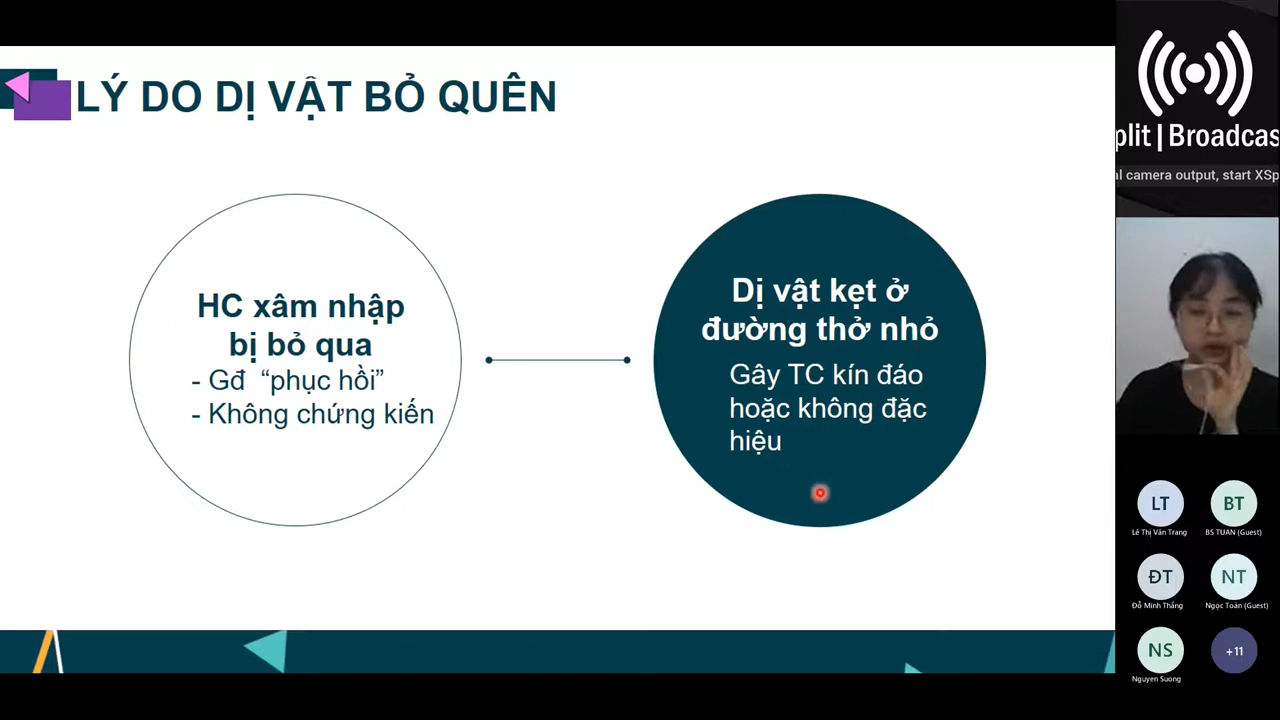 LÝ DO DỊ VẬT BỎ QUÊN
HC xâm nhập
bị bỏ qua
- Gđ “phục hồi”
- Không chứng kiến
Dị vật kẹt ở
đường thở nhỏ
Gây TC kín đáo
hoặc không đặc
hiệu
plit | Broadcas
al camera output, start XSp
LT
BT
Lê Thị Vân Trang
BS TUAN (Guest)
ĐT
NT
Đỗ Minh Thắng
Ngọc Toán (Guest)
NS
+11
Nguyen Suong